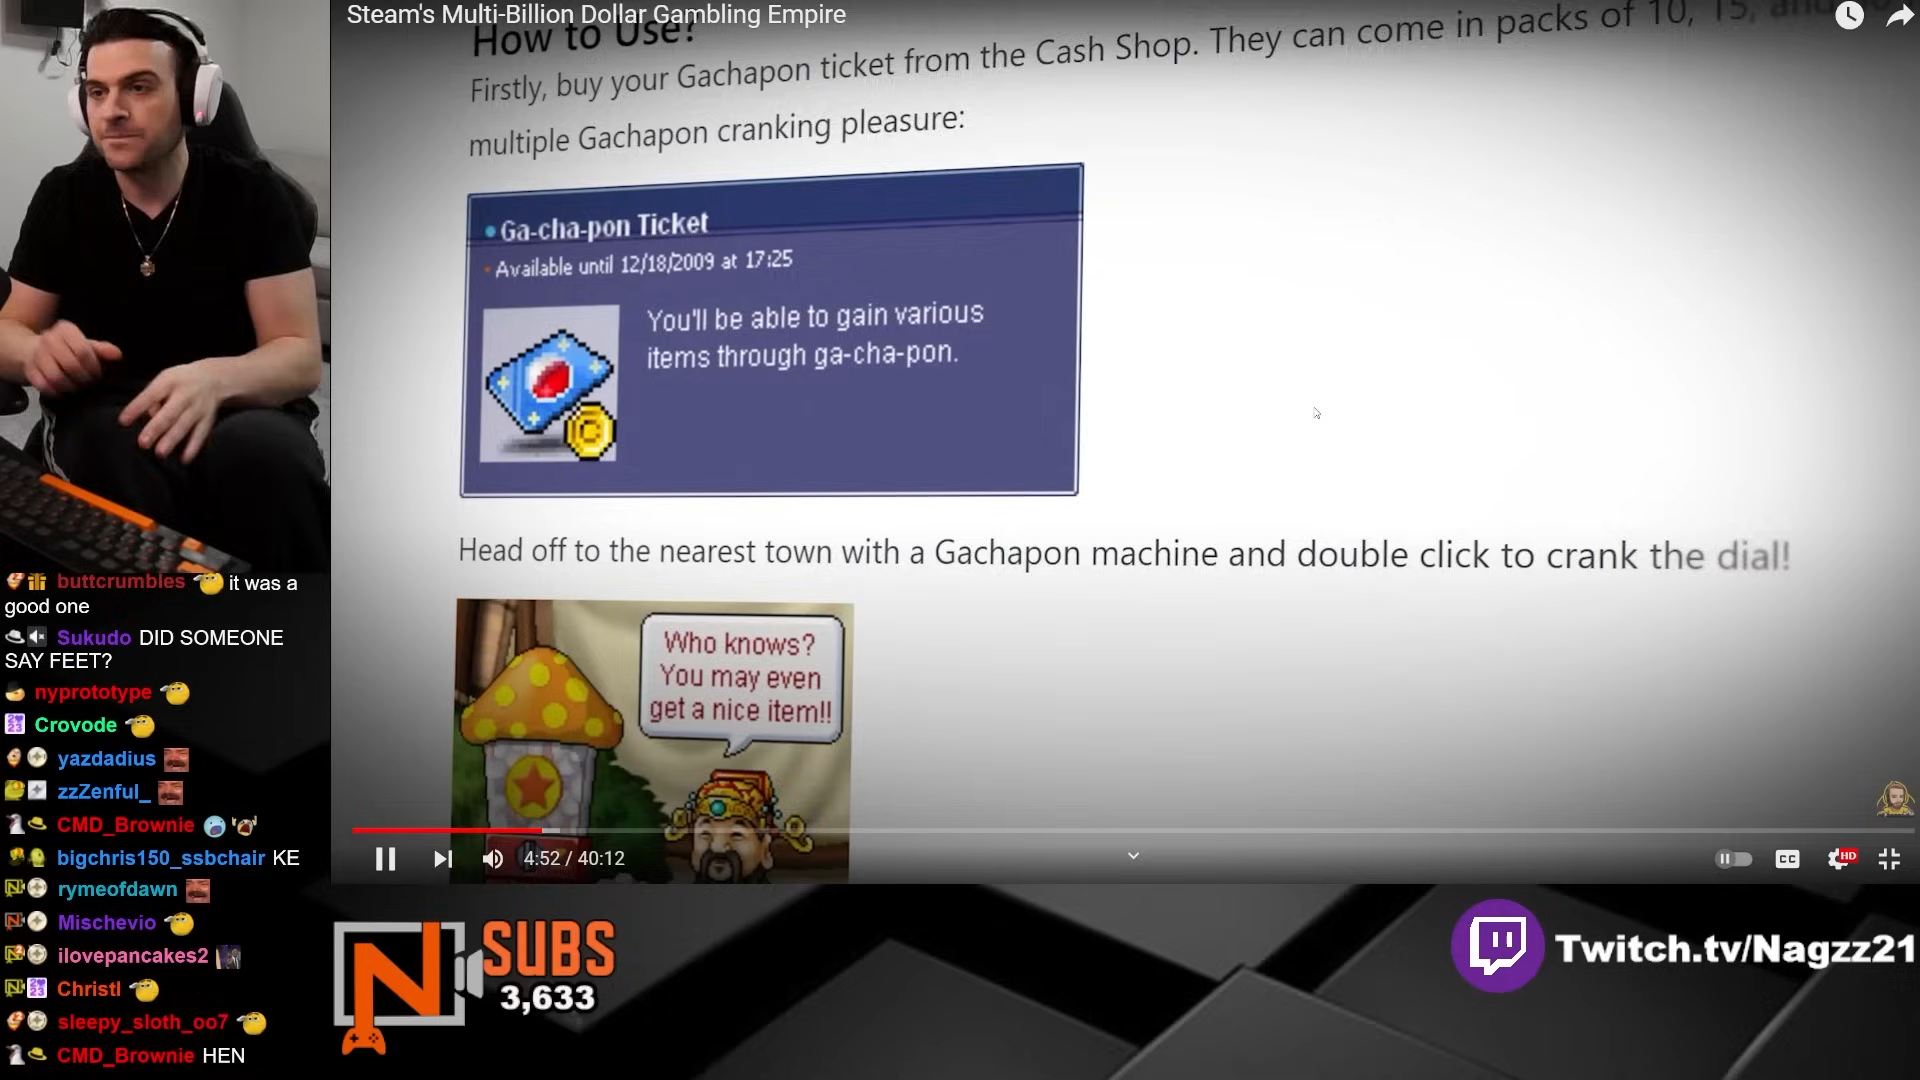 Steam's Multi-Billion Dollar Gambling Empire
How to Use?
Firstly, buy your Gachapon ticket from the Cash Shop. They can come in packs of 10, 15, and
multiple Gachapon cranking pleasure:
Ga-cha-pon Ticket
Available until 12/18/2009 at 17:25
You'll be able to gain various
items through ga-cha-pon.
Head off to the nearest town with a Gachapon machine and double click to crank the dial!
Who knows?
You may even
get a nice item!!
4:52 / 40:12
CC
HD
buttcrumbles it was a
good one
Sukudo DID SOMEONE
SAY FEET?
nyprototype
Crovode
yazdadius
zzZenful_
CMD_Brownie
bigchris150_ssbchair KE
rymeofdawn
Mischevio
ilovepancakes2
Christl
sleepy_sloth_oo7
CMD_Brownie HEN
N SUBS
3,633
Twitch.tv/Nagzz21